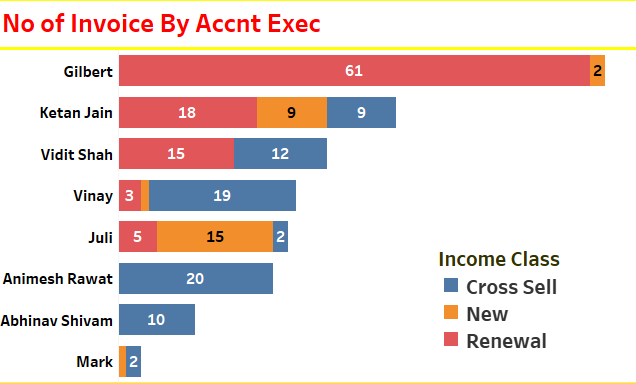 No of Invoice By Accnt Exec
Gilbert 61 2
Ketan Jain 18 9 9
Vidit Shah 15 12
Vinay 3 19
Juli 5 15 2
Animesh Rawat 20
Abhinav Shivam 10
Mark 2
Income Class
Cross Sell
New
Renewal